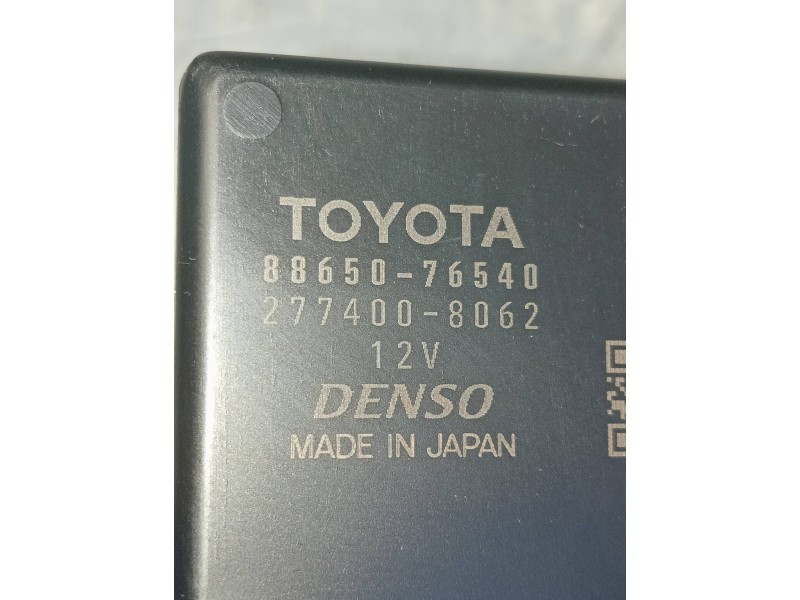 TOYOTA
88650-76540
277400-8062
12V
DENSO
MADE IN JAPAN